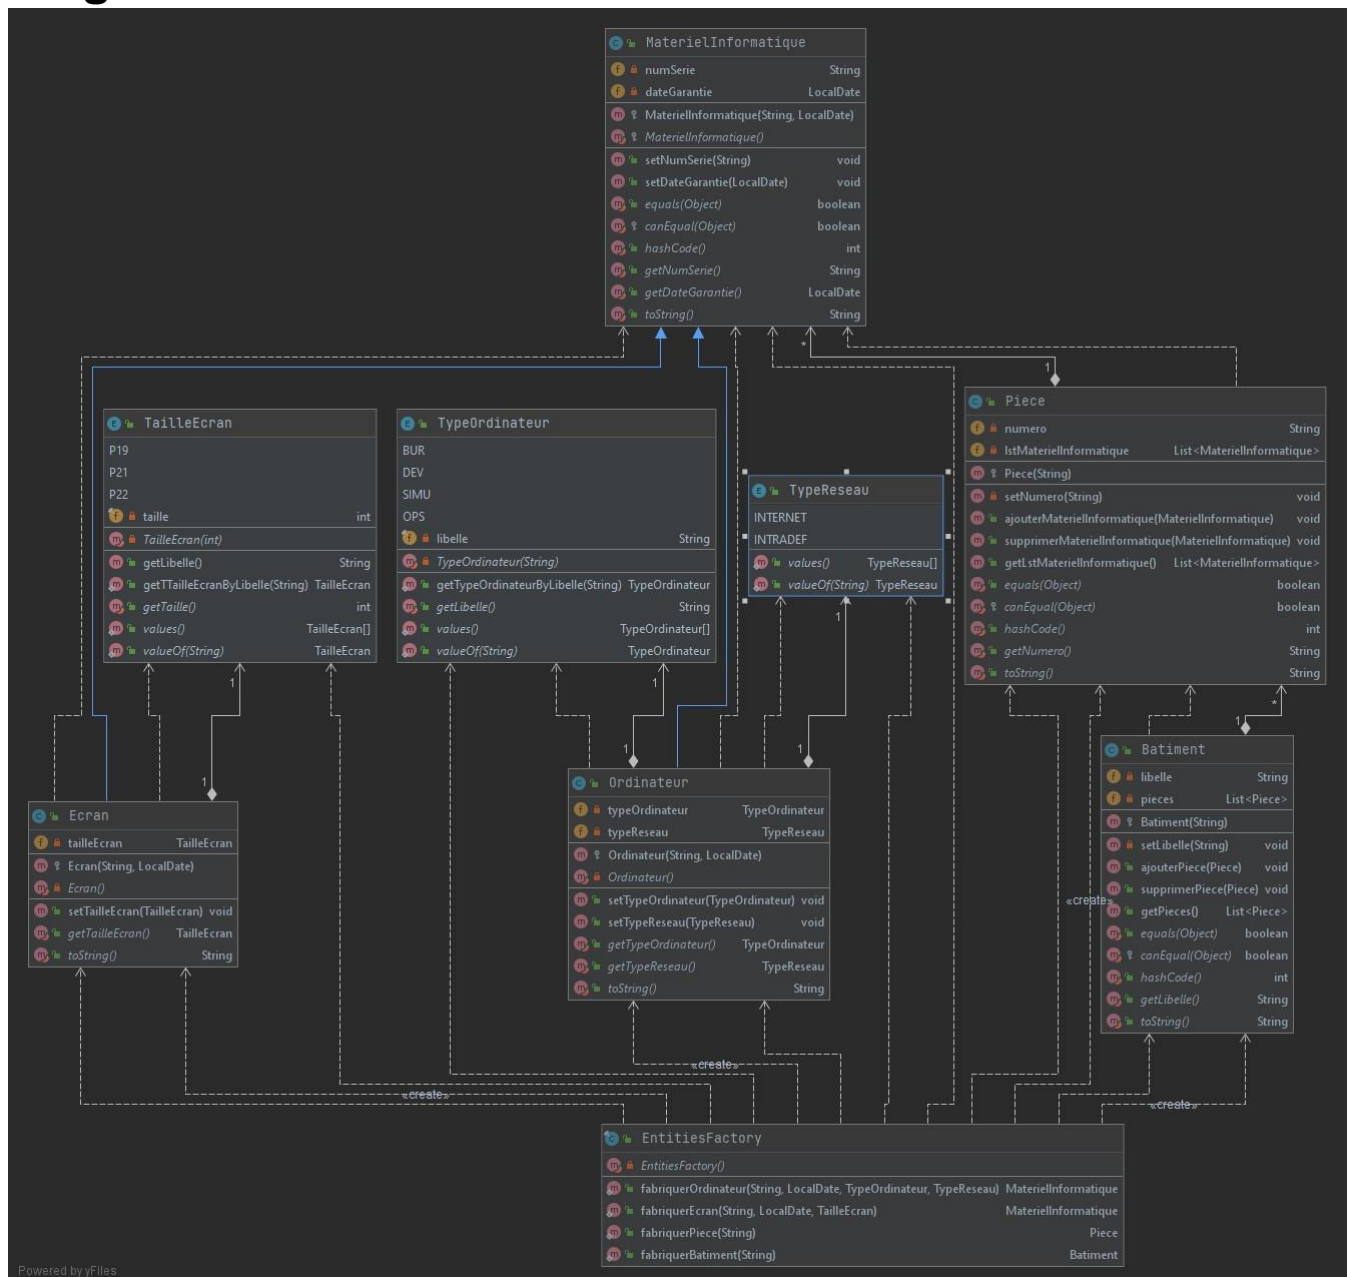 MaterielInformatique
numSerie String
dateGarantie LocalDate
MaterielInformatique(String, LocalDate)
MaterielInformatique()
setNumSerie(String) void
setDateGarantie(LocalDate) void
equals(Object) boolean
canEqual(Object) boolean
hashCode() int
getNumSerie() String
getDateGarantie() LocalDate
toString() String
*
1
TailleEcran
P19
P21
P22
taille int
TailleEcran(int)
getLibelle() String
getTTailleEcranByLibelle(String) TailleEcran
getTaille() int
values() TailleEcran[]
valueOf(String) TailleEcran
1
1
TypeOrdinateur
BUR
DEV
SIMU
OPS
libelle String
TypeOrdinateur(String)
getTypeOrdinateurByLibelle(String) TypeOrdinateur
getLibelle() String
values() TypeOrdinateur[]
valueOf(String) TypeOrdinateur
1
1
TypeReseau
INTERNET
INTRADEF
values() TypeReseau[]
valueOf(String) TypeReseau
1
1
Piece
numero String
lstMaterielInformatique List<MaterielInformatique>
Piece(String)
setNumero(String) void
ajouterMaterielInformatique(MaterielInformatique) void
supprimerMaterielInformatique(MaterielInformatique) void
getLstMaterielInformatique() List<MaterielInformatique>
equals(Object) boolean
canEqual(Object) boolean
hashCode() int
getNumero() String
toString() String
*
1
Ecran
tailleEcran TailleEcran
Ecran(String, LocalDate)
Ecran()
setTailleEcran(TailleEcran) void
getTailleEcran() TailleEcran
toString() String
Ordinateur
typeOrdinateur TypeOrdinateur
typeReseau TypeReseau
Ordinateur(String, LocalDate)
Ordinateur()
setTypeOrdinateur(TypeOrdinateur) void
setTypeReseau(TypeReseau) void
getTypeOrdinateur() TypeOrdinateur
getTypeReseau() TypeReseau
toString() String
Batiment
libelle String
pieces List<Piece>
Batiment(String)
setLibelle(String) void
ajouterPiece(Piece) void
supprimerPiece(Piece) void
getPieces() List<Piece>
equals(Object) boolean
canEqual(Object) boolean
hashCode() int
getLibelle() String
toString() String
«create»
«create»
«create»
«create»
EntitiesFactory
EntitiesFactory()
fabriquerOrdinateur(String, LocalDate, TypeOrdinateur, TypeReseau) MaterielInformatique
fabriquerEcran(String, LocalDate, TailleEcran) MaterielInformatique
fabriquerPiece(String) Piece
fabriquerBatiment(String) Batiment
Powered by yFiles